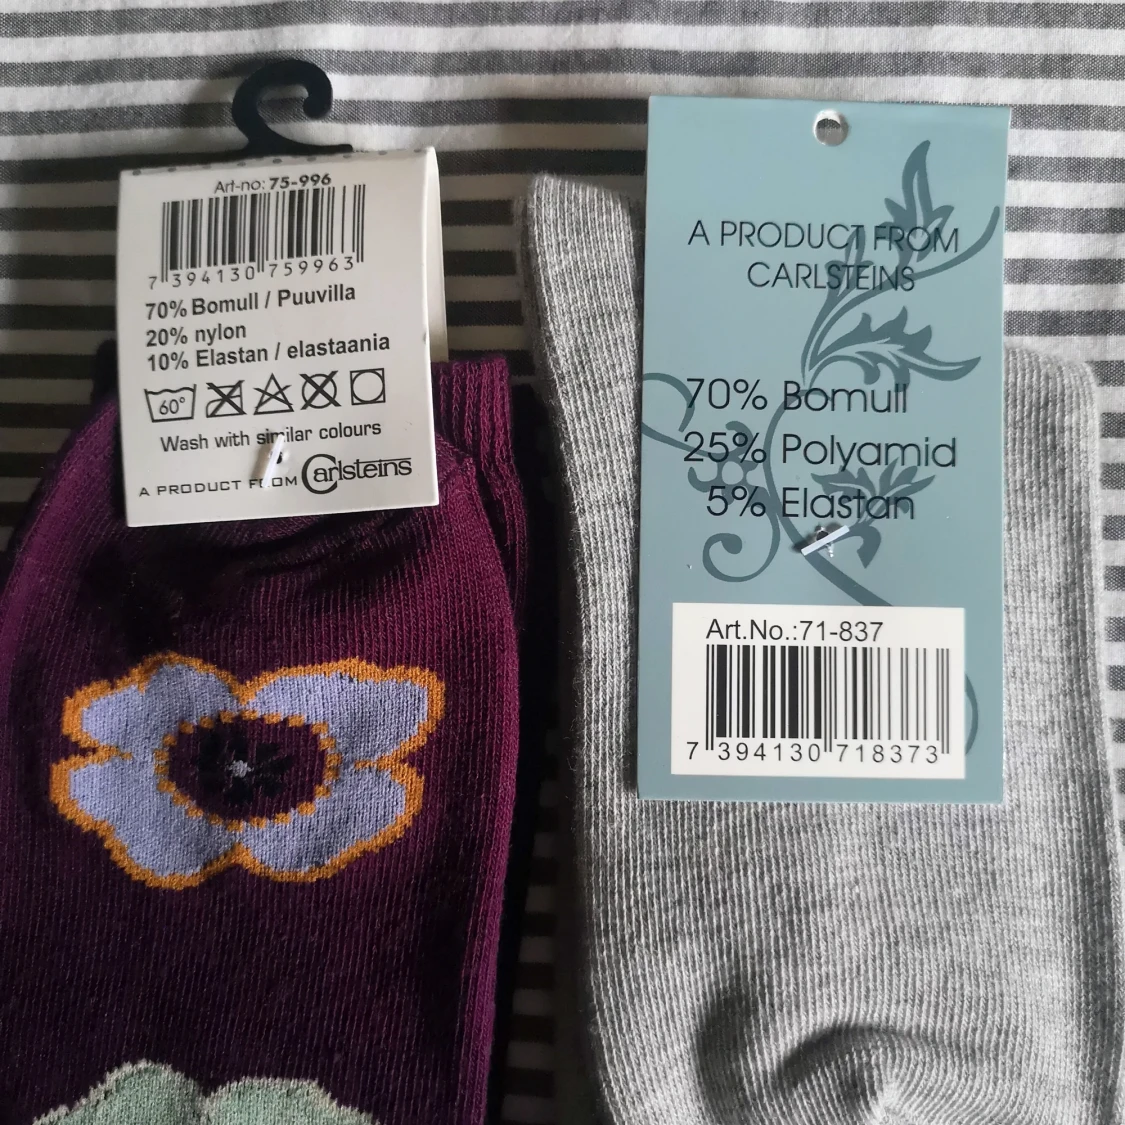 Art-no: 75-996
7 394130 759963
70% Bomull / Puuvilla
20% nylon
10% Elastan / elastaania
60°
Wash with similar colours
A PRODUCT FROM Carlsteins
A PRODUCT FROM
CARLSTEINS
70% Bomull
25% Polyamid
5% Elastan
Art.No.:71-837
7 394130 718373